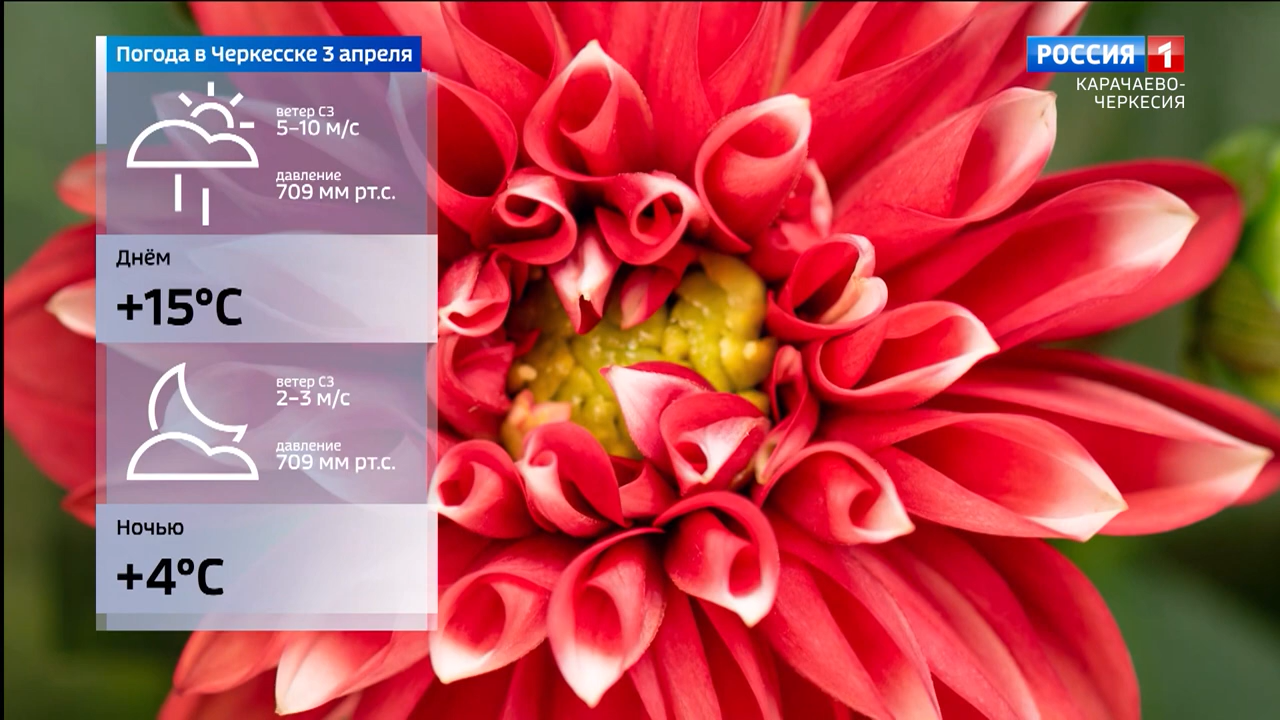 Погода в Черкесске 3 апреля
РОССИЯ 1
КАРАЧАЕВО-
ЧЕРКЕСИЯ
ветер СЗ
5–10 м/с
давление
709 мм рт.с.
Днём
+15°С
ветер СЗ
2–3 м/с
давление
709 мм рт.с.
Ночью
+4°С